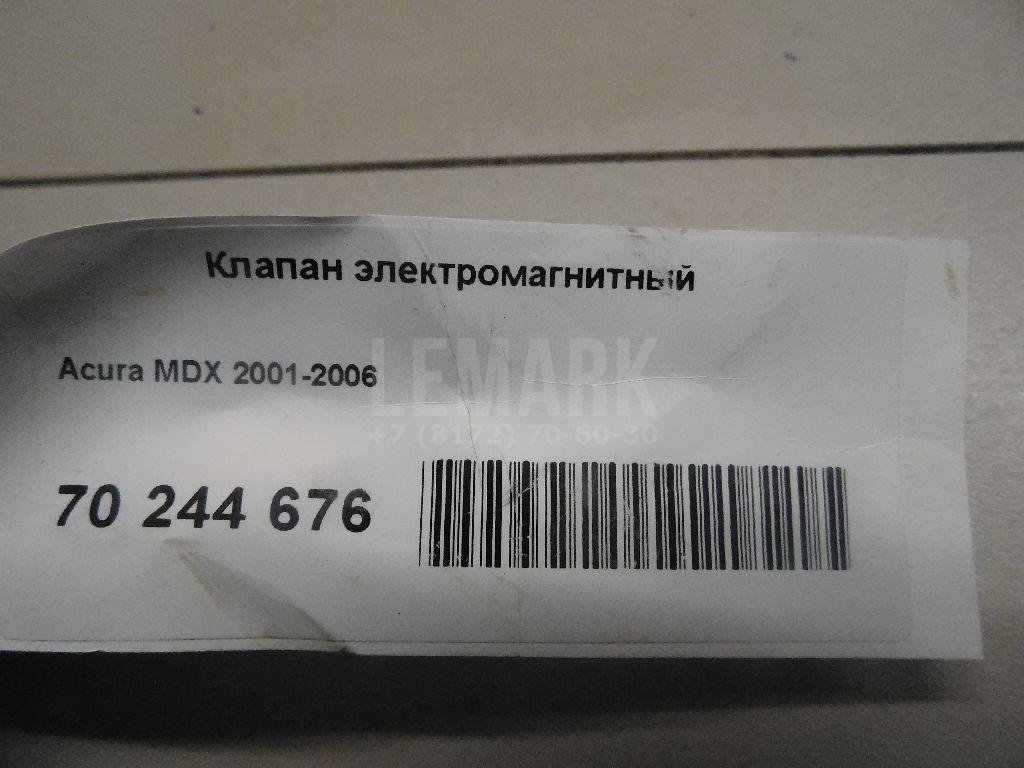 Клапан электромагнитный
Acura MDX 2001-2006
LEMARK
+7 (8172) 70-60-30
70 244 676